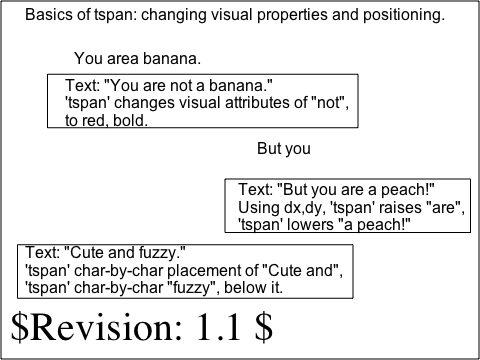 Basics of tspan: changing visual properties and positioning.
You area banana.
Text: "You are not a banana."
'tspan' changes visual attributes of "not",
to red, bold.
But you
Text: "But you are a peach!"
Using dx,dy, 'tspan' raises "are",
'tspan' lowers "a peach!"
Text: "Cute and fuzzy."
'tspan' char-by-char placement of "Cute and",
'tspan' char-by-char "fuzzy", below it.
$Revision: 1.1 $